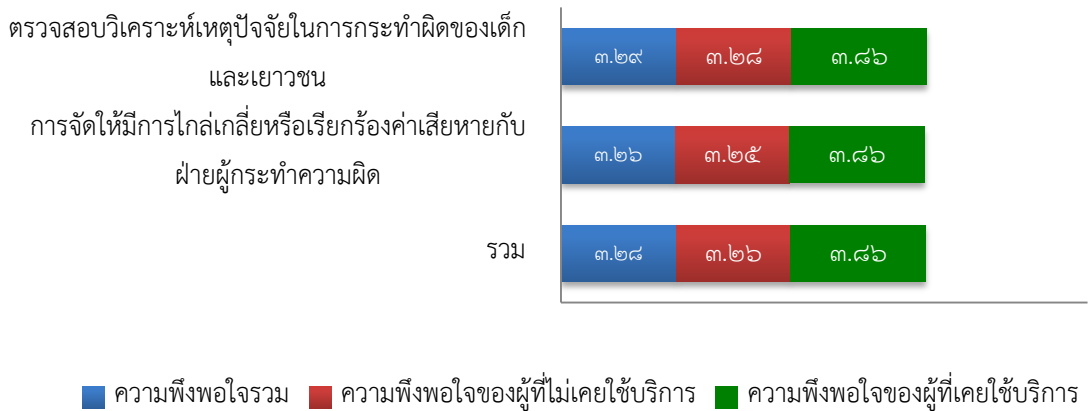 ตรวจสอบวิเคราะห์เหตุปัจจัยในการกระทำผิดของเด็ก
และเยาวชน
๓.๒๙ ๓.๒๘ ๓.๘๖
การจัดให้มีการไกล่เกลี่ยหรือเรียกร้องค่าเสียหายกับ
ฝ่ายผู้กระทำความผิด
๓.๒๖ ๓.๒๕ ๓.๘๖
รวม ๓.๒๘ ๓.๒๖ ๓.๘๖
ความพึงพอใจรวม ความพึงพอใจของผู้ที่ไม่เคยใช้บริการ ความพึงพอใจของผู้ที่เคยใช้บริการ